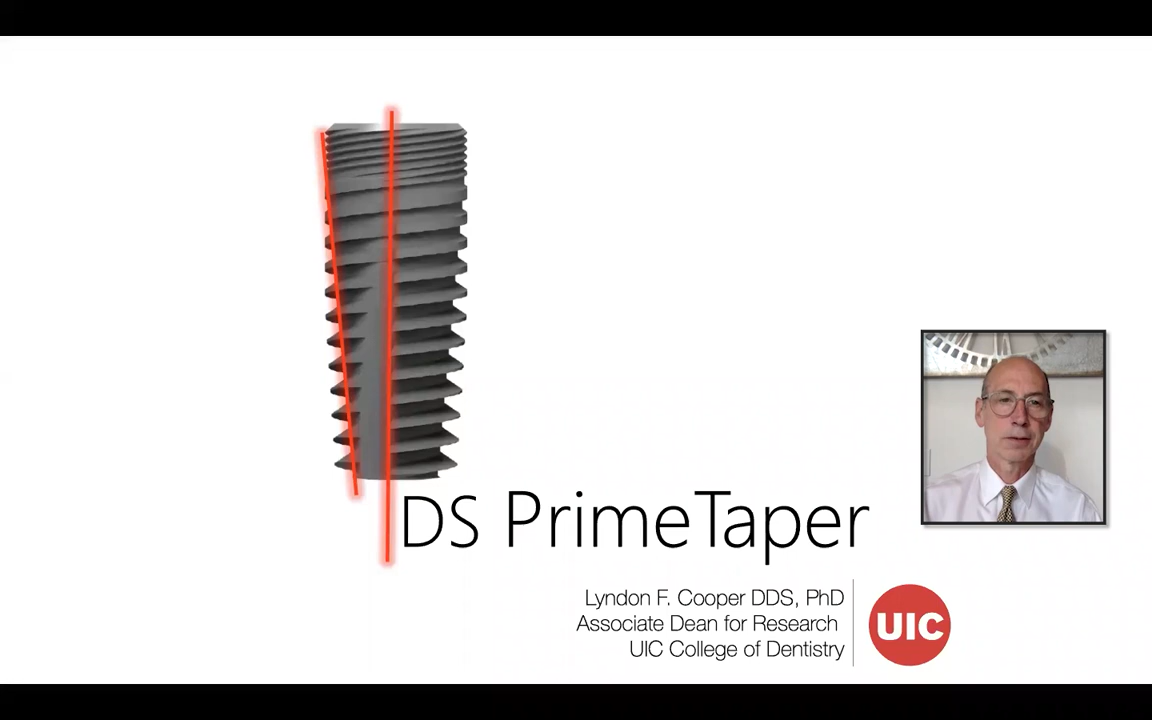 DS PrimeTaper
Lyndon F. Cooper DDS, PhD
Associate Dean for Research
UIC College of Dentistry
UIC